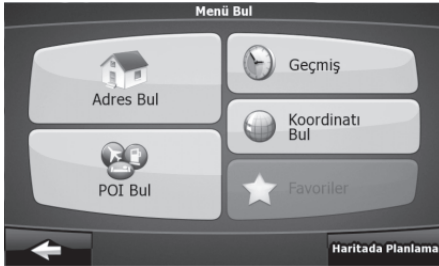 Menü Bul
Adres Bul
Geçmiş
Koordinatı
Bul
POI Bul
Favoriler
Haritada Planlama